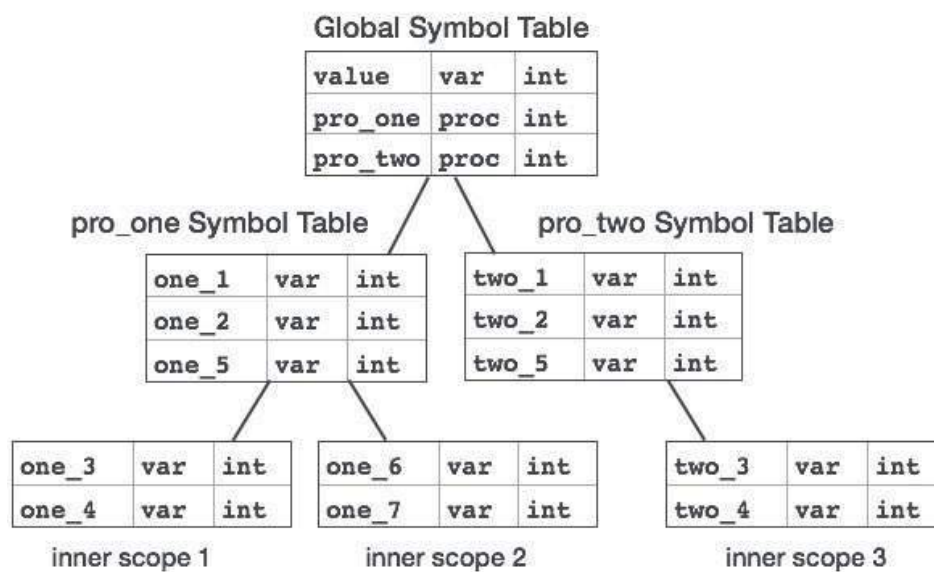 Global Symbol Table
value var int
pro_one proc int
pro_two proc int
pro_one Symbol Table
one_1 var int
one_2 var int
one_5 var int
pro_two Symbol Table
two_1 var int
two_2 var int
two_5 var int
one_3 var int
one_4 var int
inner scope 1
one_6 var int
one_7 var int
inner scope 2
two_3 var int
two_4 var int
inner scope 3